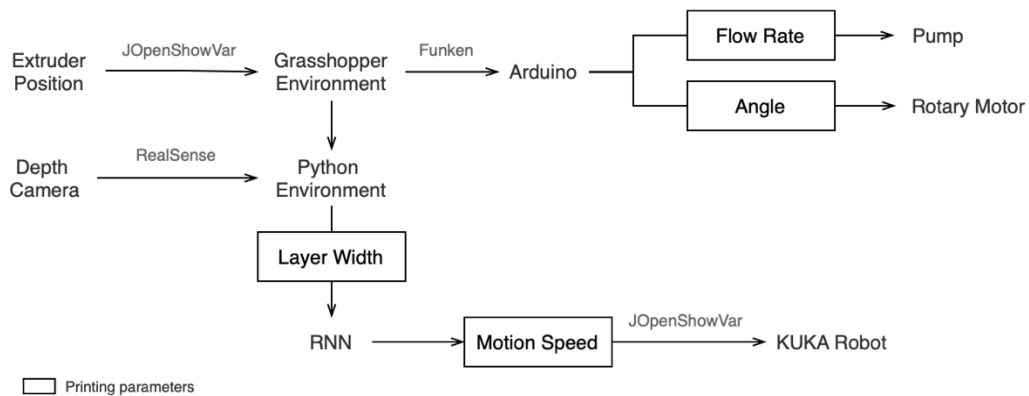 Extruder
Position
JOpenShowVar
Grasshopper
Environment
Funken
Arduino
Flow Rate
Pump
Angle
Rotary Motor
Depth
Camera
RealSense
Python
Environment
Layer Width
RNN
Motion Speed
JOpenShowVar
KUKA Robot
Printing parameters